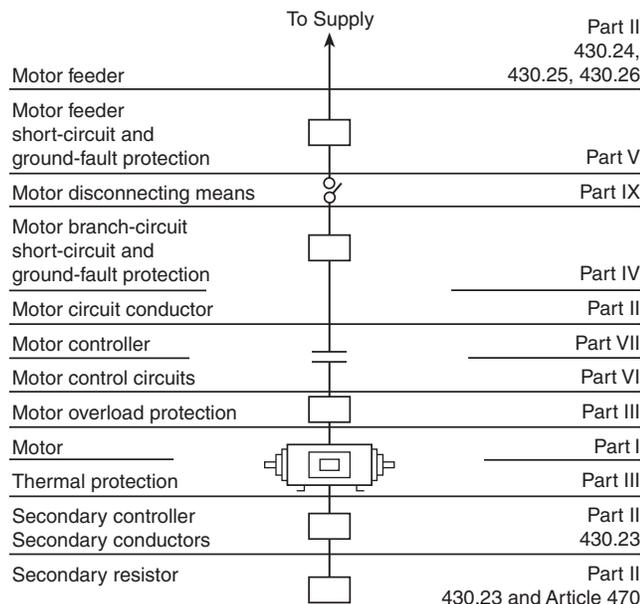 To Supply
Part II
430.24,
Motor feeder
430.25, 430.26
Motor feeder
short-circuit and
ground-fault protection
Part V
Motor disconnecting means
Part IX
Motor branch-circuit
short-circuit and
ground-fault protection
Part IV
Motor circuit conductor
Part II
Motor controller
Part VII
Motor control circuits
Part VI
Motor overload protection
Part III
Motor
Part I
Thermal protection
Part III
Secondary controller
Part II
Secondary conductors
430.23
Secondary resistor
Part II
430.23 and Article 470